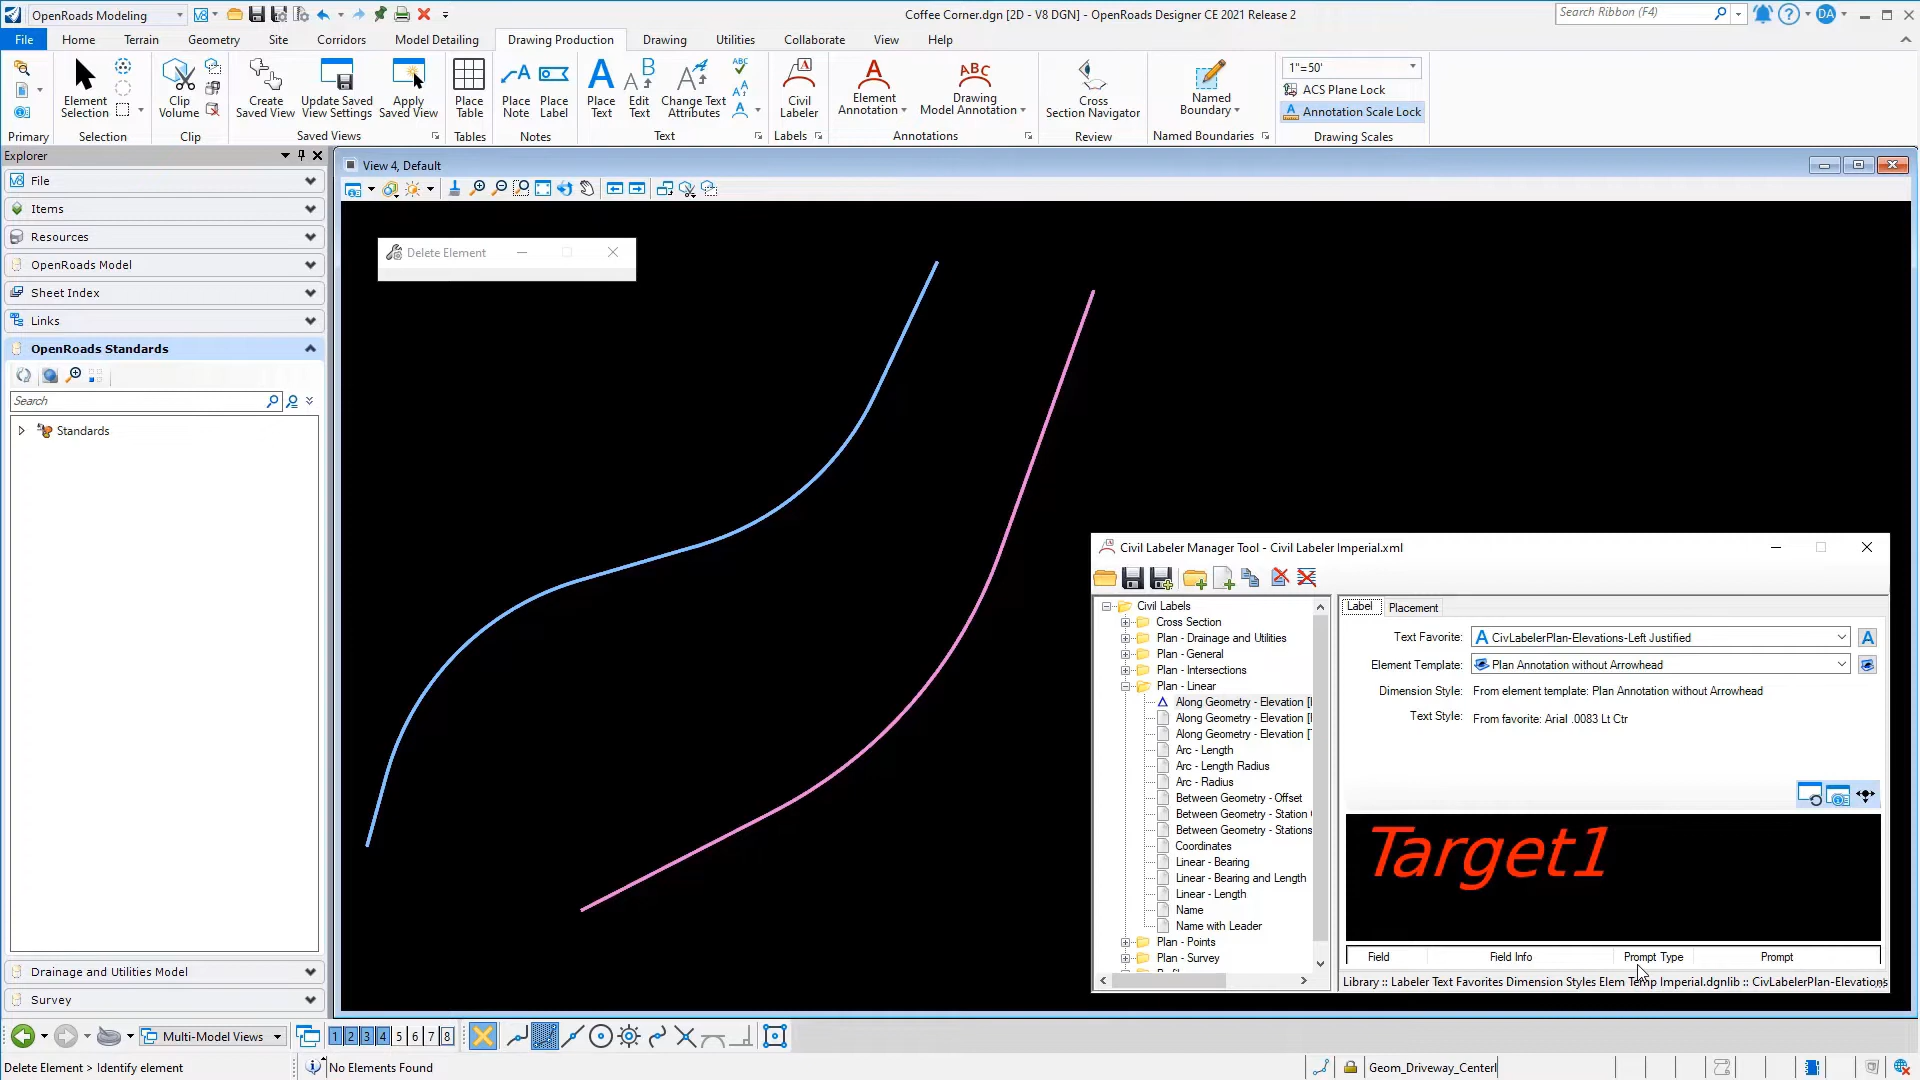 OpenRoads Modeling
Coffee Corner.dgn [2D - V8 DGN] - OpenRoads Designer CE 2021 Release 2
Search Ribbon (F4)
DA
File Home Terrain Geometry Site Corridors Model Detailing Drawing Production Drawing Utilities Collaborate View Help
Element Selection
Clip Volume
Create Saved View
Update Saved View Settings
Apply Saved View
Place Table
Place Note
Place Label
Place Text
Edit Text
Change Text Attributes
Civil Labeler
Element Annotation
Drawing Model Annotation
Cross Section Navigator
Named Boundary
1"=50'
ACS Plane Lock
Annotation Scale Lock
Primary Selection Clip Saved Views Tables Notes Text Labels Annotations Review Named Boundaries Drawing Scales
Explorer
File
Items
Resources
OpenRoads Model
Sheet Index
Links
OpenRoads Standards
Search
Standards
Drainage and Utilities Model
Survey
View 4, Default
Delete Element
Civil Labeler Manager Tool - Civil Labeler Imperial.xml
Civil Labels
Cross Section
Plan - Drainage and Utilities
Plan - General
Plan - Intersections
Plan - Linear
Along Geometry - Elevation [
Along Geometry - Elevation [
Along Geometry - Elevation [
Arc - Length
Arc - Length Radius
Arc - Radius
Between Geometry - Offset
Between Geometry - Station
Between Geometry - Stations
Coordinates
Linear - Bearing
Linear - Bearing and Length
Linear - Length
Name
Name with Leader
Plan - Points
Plan - Survey
Label Placement
Text Favorite: CivLabelerPlan-Elevations-Left Justified
Element Template: Plan Annotation without Arrowhead
Dimension Style: From element template: Plan Annotation without Arrowhead
Text Style: From favorite: Arial .0083 Lt Ctr
Target1
Field Field Info Prompt Type Prompt
Library :: Labeler Text Favorites Dimension Styles Elem Temp Imperial.dgnlib :: CivLabelerPlan-Elevations
Multi-Model Views
1 2 3 4 5 6 7 8
Delete Element > Identify element
No Elements Found
Geom_Driveway_Centerl